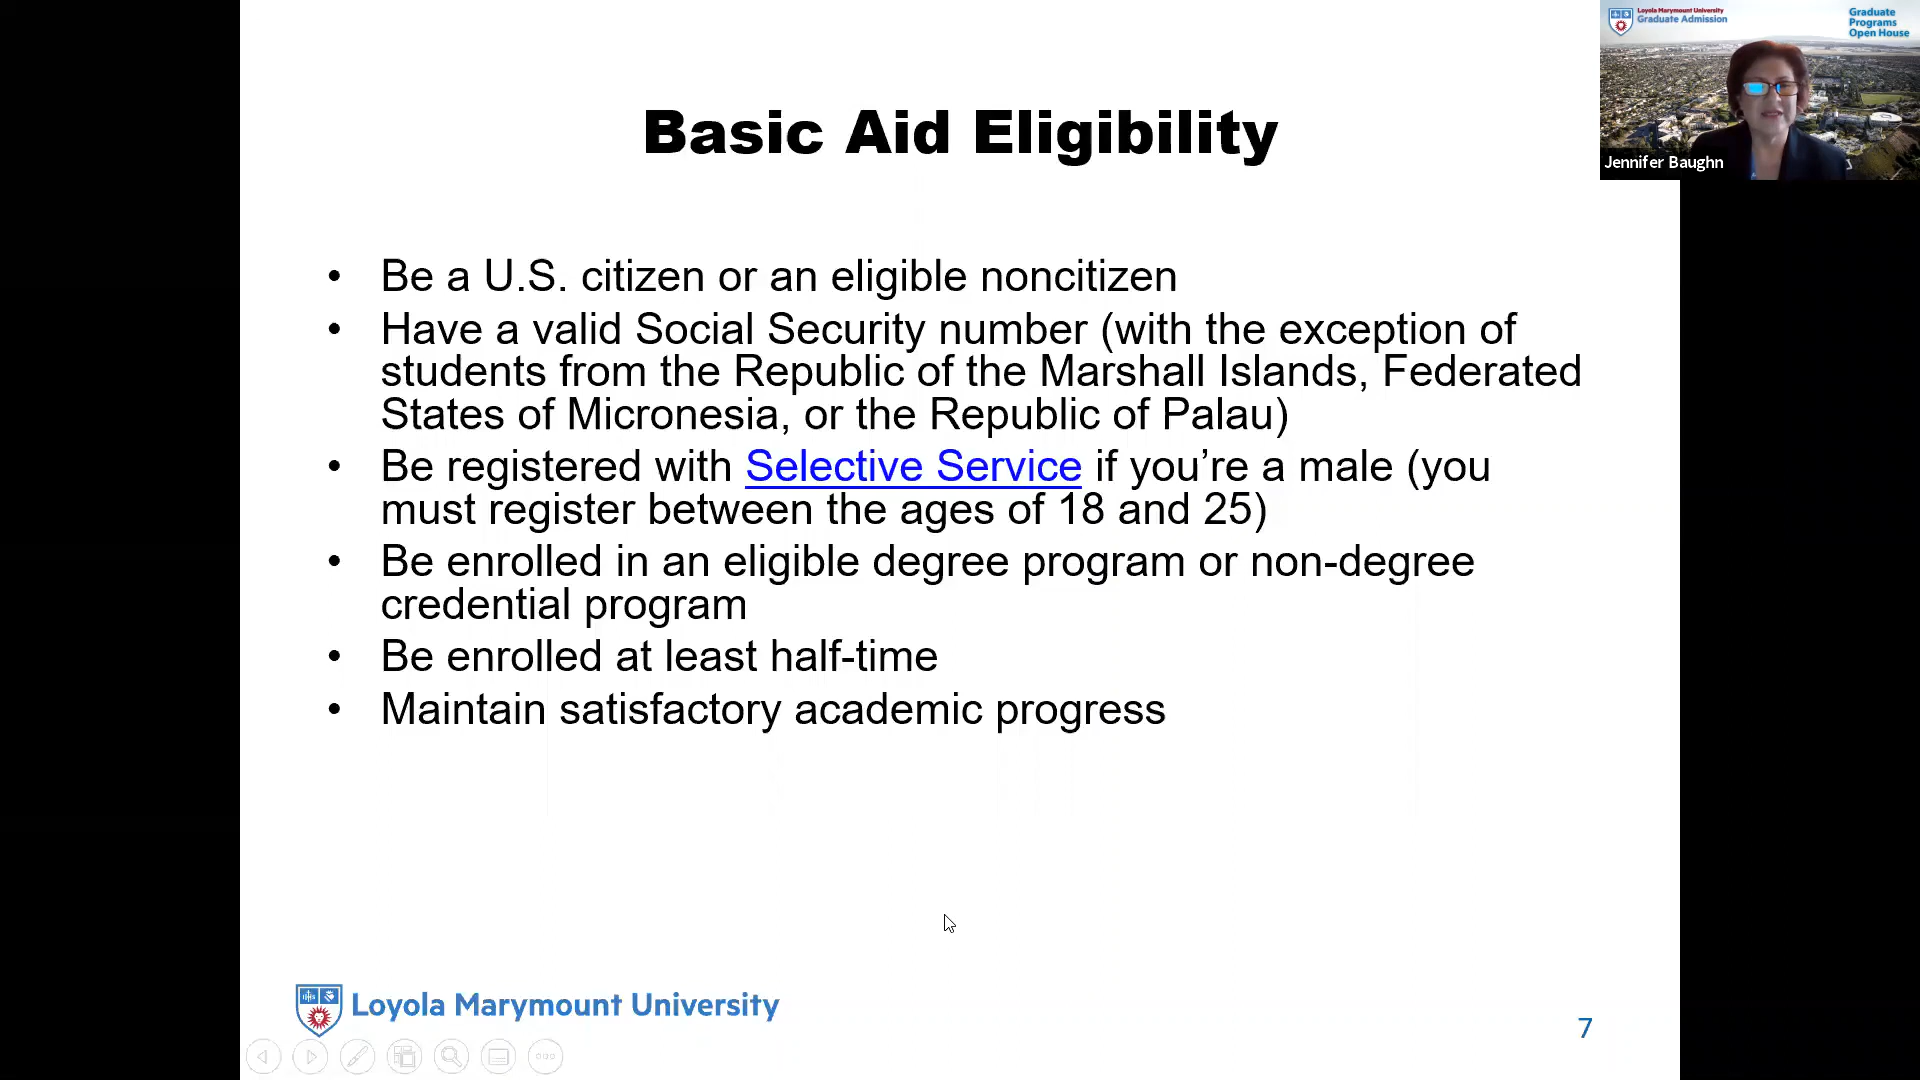 Loyola Marymount University
Graduate Admission
Graduate
Programs
Open House
Jennifer Baughn
Basic Aid Eligibility
• Be a U.S. citizen or an eligible noncitizen
• Have a valid Social Security number (with the exception of
students from the Republic of the Marshall Islands, Federated
States of Micronesia, or the Republic of Palau)
• Be registered with Selective Service if you’re a male (you
must register between the ages of 18 and 25)
• Be enrolled in an eligible degree program or non-degree
credential program
• Be enrolled at least half-time
• Maintain satisfactory academic progress
Loyola Marymount University
7